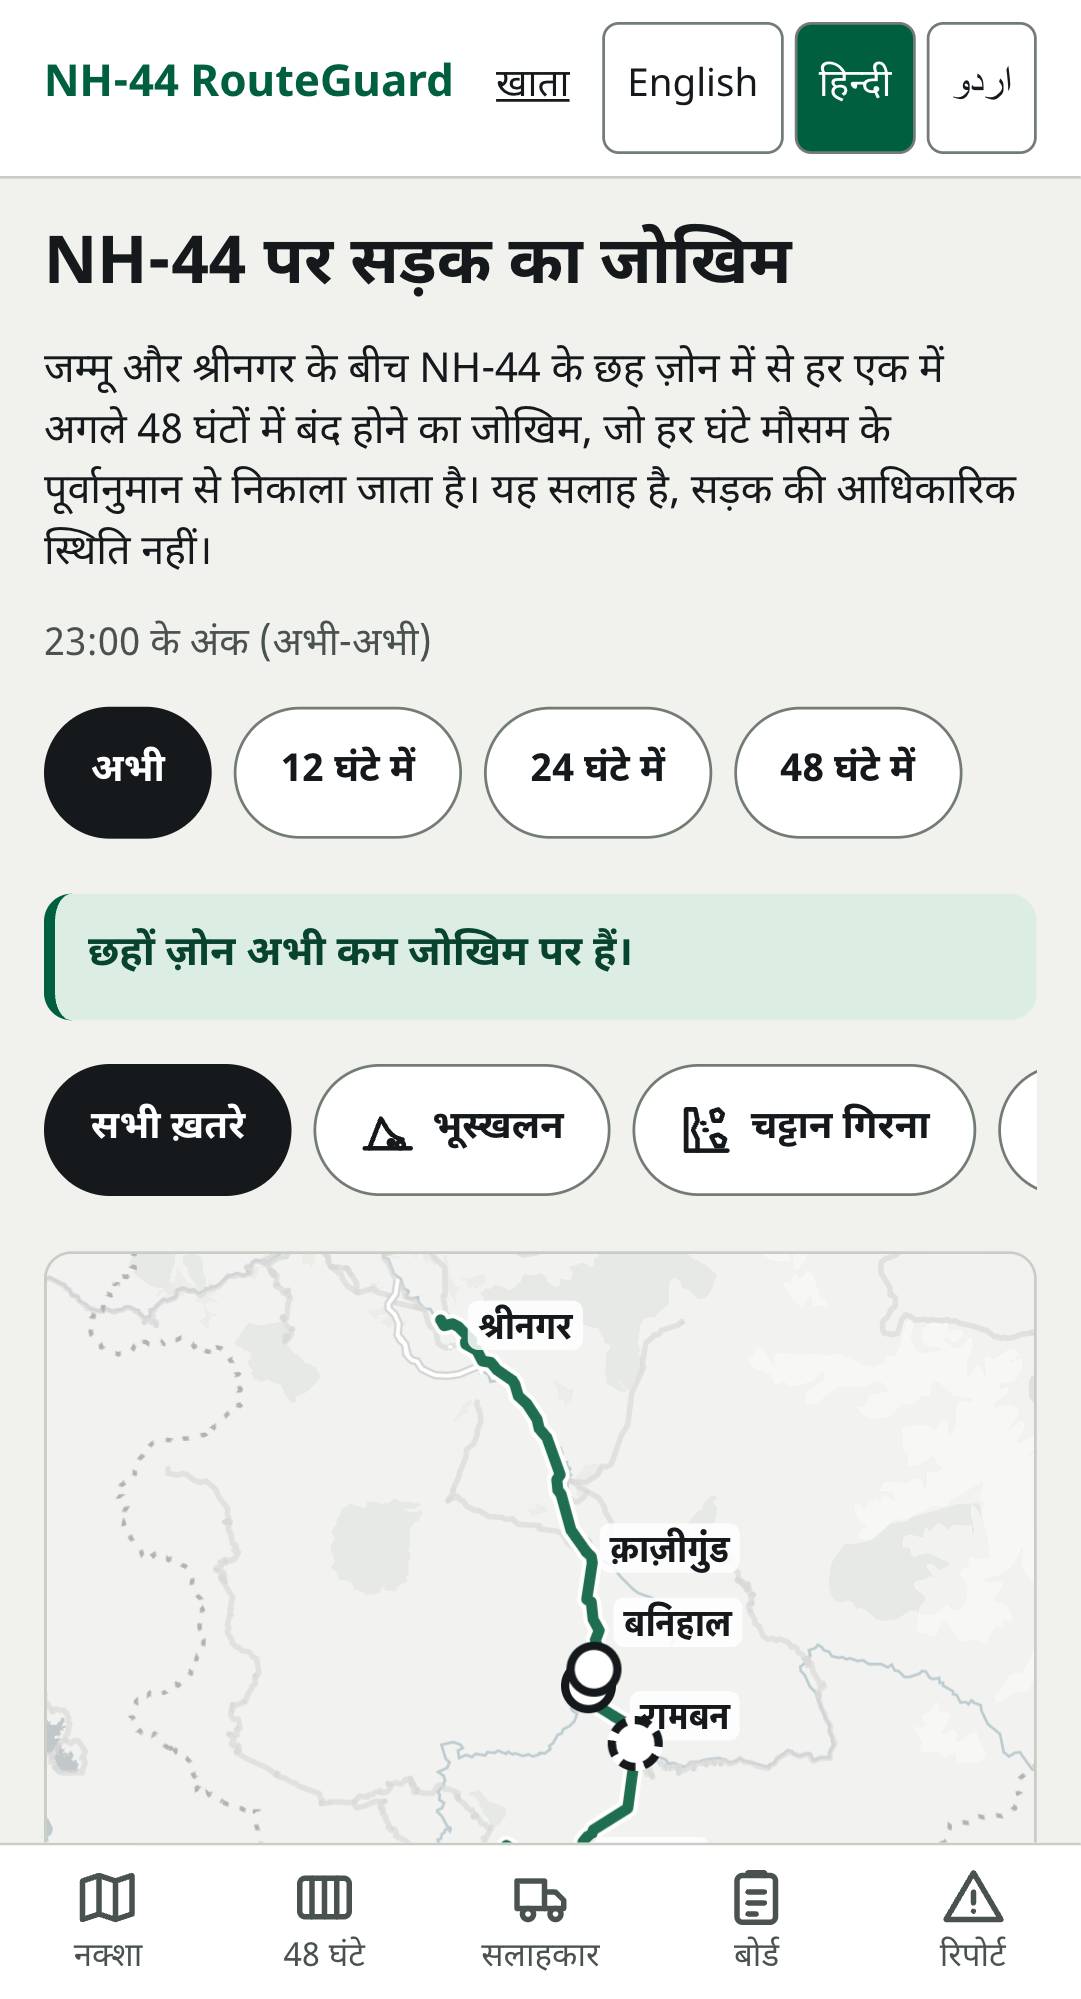 NH-44 RouteGuard
खाता
English
हिन्दी
اردو
NH-44 पर सड़क का जोखिम
जम्मू और श्रीनगर के बीच NH-44 के छह ज़ोन में से हर एक में
अगले 48 घंटों में बंद होने का जोखिम, जो हर घंटे मौसम के
पूर्वानुमान से निकाला जाता है। यह सलाह है, सड़क की आधिकारिक
स्थिति नहीं।
23:00 के अंक (अभी-अभी)
अभी
12 घंटे में
24 घंटे में
48 घंटे में
छहों ज़ोन अभी कम जोखिम पर हैं।
सभी ख़तरे
भूस्खलन
चट्टान गिरना
श्रीनगर
क़ाज़ीगुंड
बनिहाल
रामबन
नक्शा
48 घंटे
सलाहकार
बोर्ड
रिपोर्ट